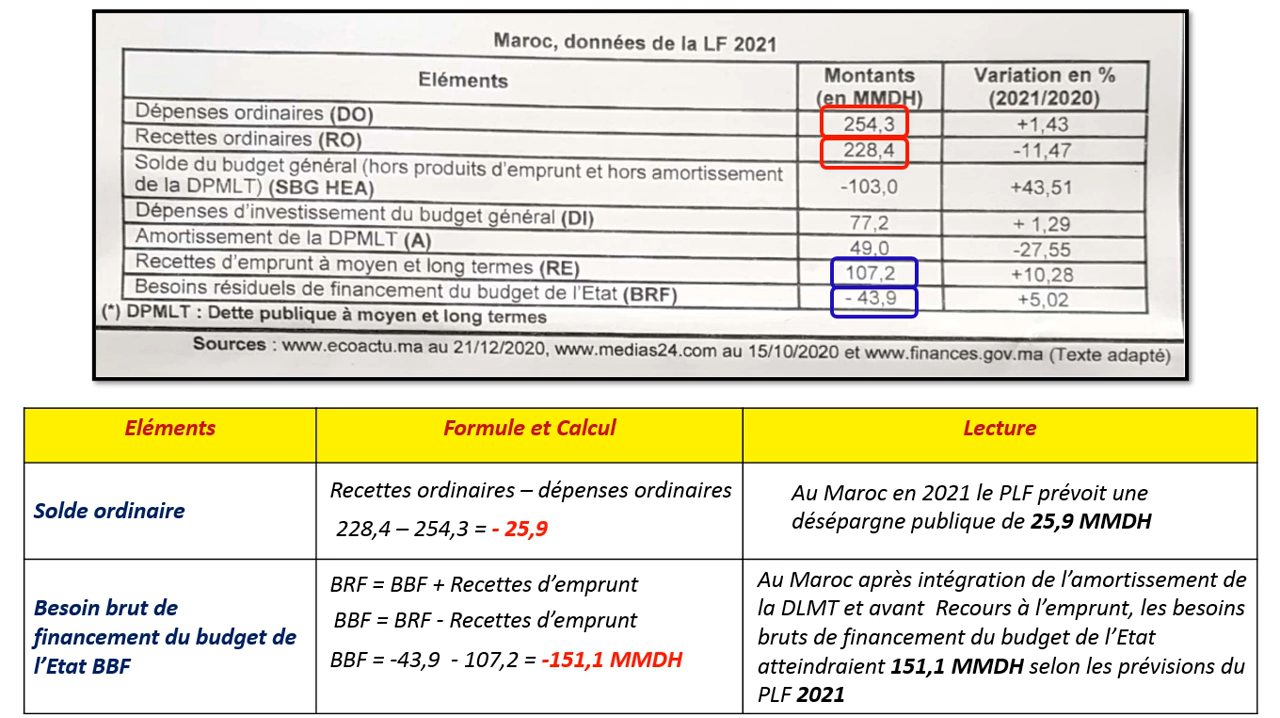 Maroc, données de la LF 2021
Eléments
Montants
(en MMDH)
Variation en %
(2021/2020)
Dépenses ordinaires (DO)
254,3
+1,43
Recettes ordinaires (RO)
228,4
-11,47
Solde du budget général (hors produits d'emprunt et hors amortissement
de la DPMLT) (SBG HEA)
-103,0
+43,51
Dépenses d'investissement du budget général (DI)
77,2
+ 1,29
Amortissement de la DPMLT (A)
49,0
-27,55
Recettes d'emprunt à moyen et long termes (RE)
107,2
+10,28
Besoins résiduels de financement du budget de l'Etat (BRF)
- 43,9
+5,02
(*) DPMLT : Dette publique à moyen et long termes
Sources : www.ecoactu.ma au 21/12/2020, www.medias24.com au 15/10/2020 et www.finances.gov.ma (Texte adapté)
Eléments
Formule et Calcul
Lecture
Solde ordinaire
Recettes ordinaires – dépenses ordinaires
228,4 – 254,3 = - 25,9
Au Maroc en 2021 le PLF prévoit une
désépargne publique de 25,9 MMDH
Besoin brut de
financement du budget de
l'Etat BBF
BRF = BBF + Recettes d'emprunt
BBF = BRF - Recettes d'emprunt
BBF = -43,9 - 107,2 = -151,1 MMDH
Au Maroc après intégration de l'amortissement de
la DLMT et avant Recours à l'emprunt, les besoins
bruts de financement du budget de l'Etat
atteindraient 151,1 MMDH selon les prévisions du
PLF 2021